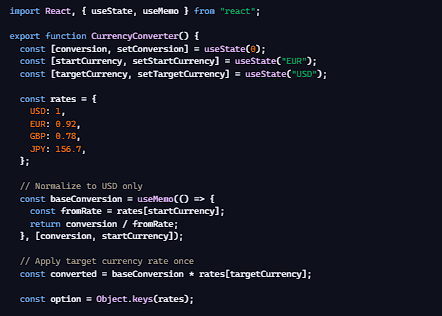 import React, { useState, useMemo } from "react";
export function CurrencyConverter() {
const [conversion, setConversion] = useState(0);
const [startCurrency, setStartCurrency] = useState("EUR");
const [targetCurrency, setTargetCurrency] = useState("USD");
const rates = {
USD: 1,
EUR: 0.92,
GBP: 0.78,
JPY: 156.7,
};
// Normalize to USD only
const baseConversion = useMemo(() => {
const fromRate = rates[startCurrency];
return conversion / fromRate;
}, [conversion, startCurrency]);
// Apply target currency rate once
const converted = baseConversion * rates[targetCurrency];
const option = Object.keys(rates);